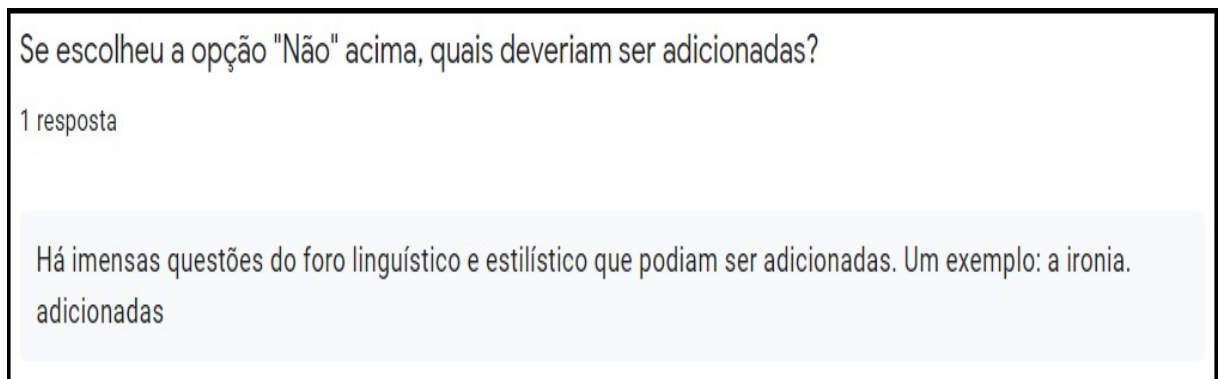 Se escolheu a opção "Não" acima, quais deveriam ser adicionadas?
1 resposta
Há imensas questões do foro linguístico e estilístico que podiam ser adicionadas. Um exemplo: a ironia.
adicionadas